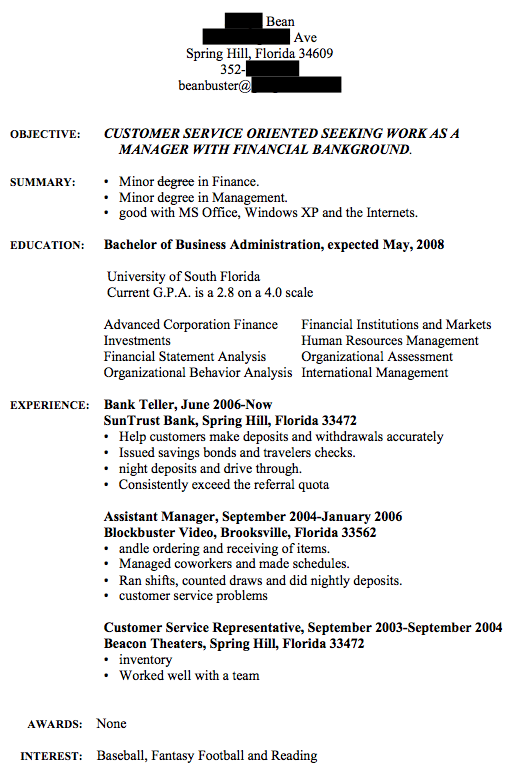 Bean
Ave
Spring Hill, Florida 34609
352-
beanbuster@
OBJECTIVE: CUSTOMER SERVICE ORIENTED SEEKING WORK AS A
MANAGER WITH FINANCIAL BANKGROUND.
SUMMARY: • Minor degree in Finance.
• Minor degree in Management.
• good with MS Office, Windows XP and the Internets.
EDUCATION: Bachelor of Business Administration, expected May, 2008
University of South Florida
Current G.P.A. is a 2.8 on a 4.0 scale
Advanced Corporation Finance Financial Institutions and Markets
Investments Human Resources Management
Financial Statement Analysis Organizational Assessment
Organizational Behavior Analysis International Management
EXPERIENCE: Bank Teller, June 2006-Now
SunTrust Bank, Spring Hill, Florida 33472
• Help customers make deposits and withdrawals accurately
• Issued savings bonds and travelers checks.
• night deposits and drive through.
• Consistently exceed the referral quota
Assistant Manager, September 2004-January 2006
Blockbuster Video, Brooksville, Florida 33562
• andle ordering and receiving of items.
• Managed coworkers and made schedules.
• Ran shifts, counted draws and did nightly deposits.
• customer service problems
Customer Service Representative, September 2003-September 2004
Beacon Theaters, Spring Hill, Florida 33472
• inventory
• Worked well with a team
AWARDS: None
INTEREST: Baseball, Fantasy Football and Reading